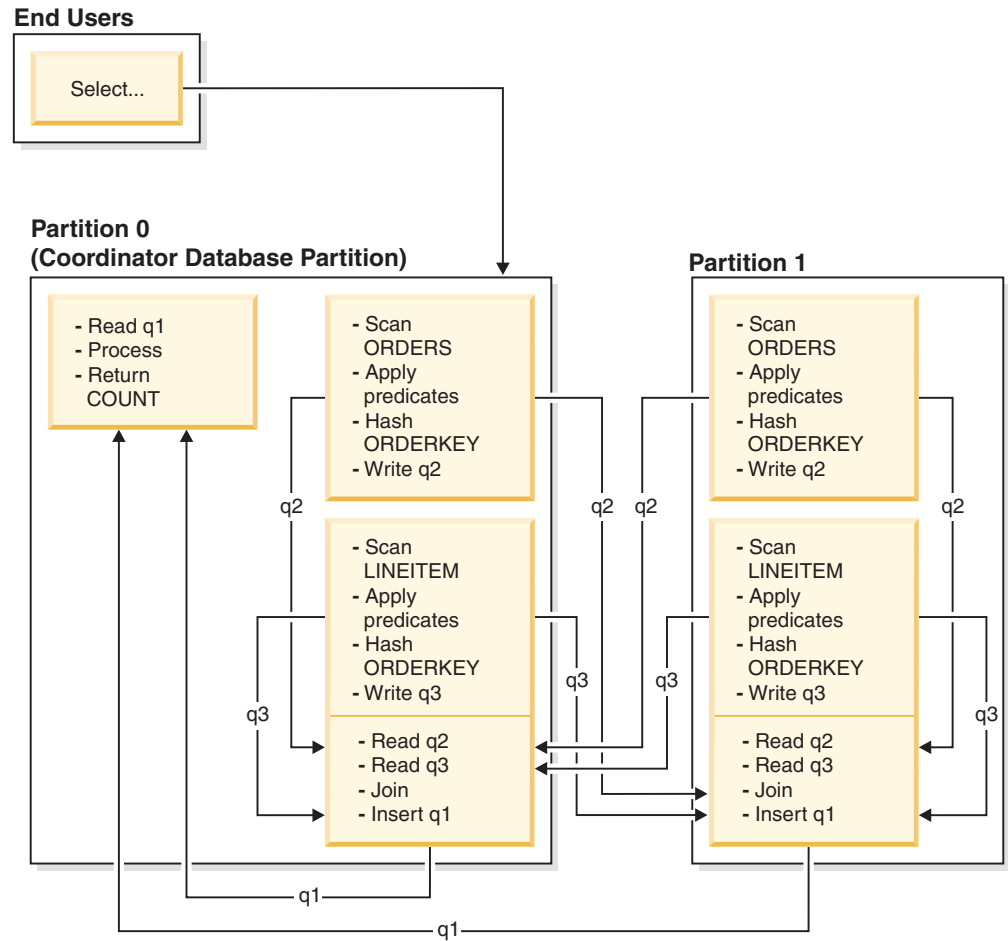 End Users
Select...
Partition 0
(Coordinator Database Partition)
- Read q1
- Process
- Return
COUNT
- Scan
ORDERS
- Apply
predicates
- Hash
ORDERKEY
- Write q2
- Scan
LINEITEM
- Apply
predicates
- Hash
ORDERKEY
- Write q3
- Read q2
- Read q3
- Join
- Insert q1
Partition 1
- Scan
ORDERS
- Apply
predicates
- Hash
ORDERKEY
- Write q2
- Scan
LINEITEM
- Apply
predicates
- Hash
ORDERKEY
- Write q3
- Read q2
- Read q3
- Join
- Insert q1
q2
q2
q2
q2
q3
q3
q3
q3
q1
q1